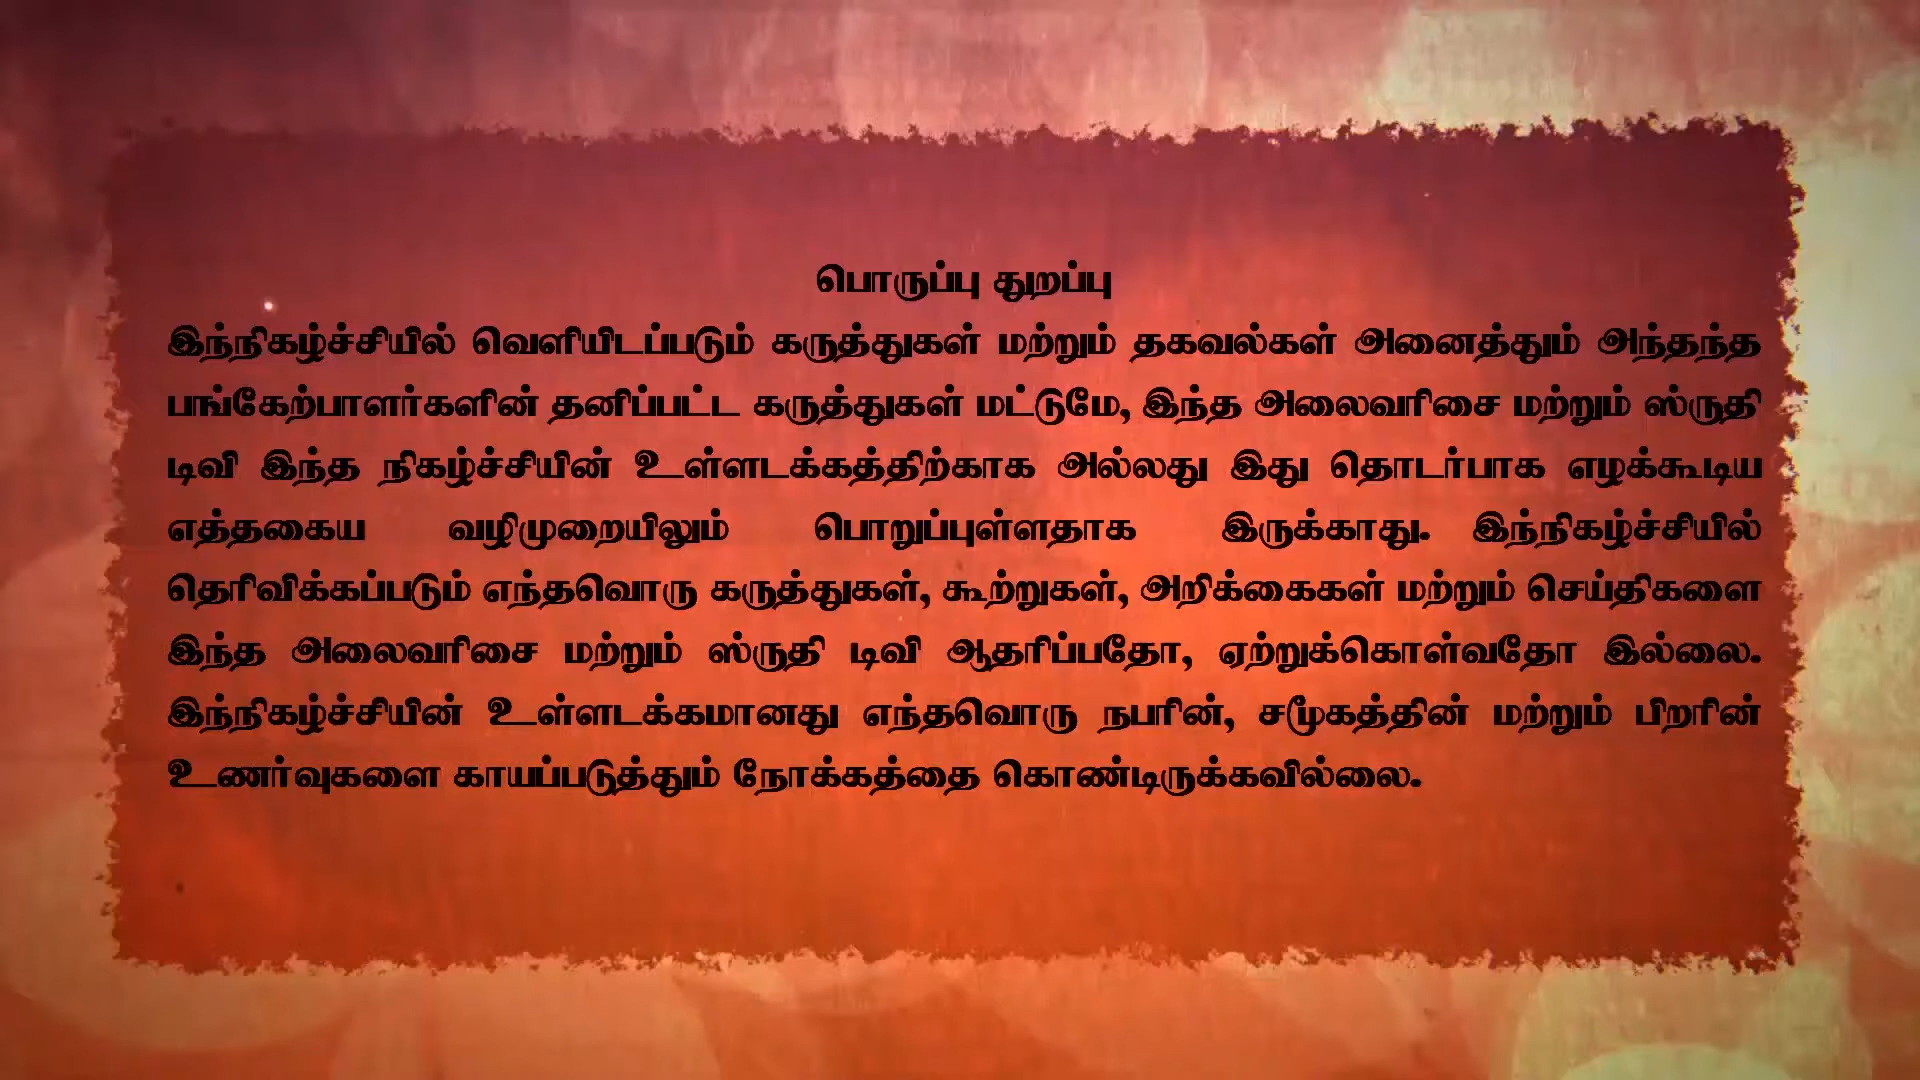 பொருப்பு துறப்பு
இந்நிகழ்ச்சியில் வெளியிடப்படும் கருத்துகள் மற்றும் தகவல்கள் அனைத்தும் அந்தந்த
பங்கேற்பாளர்களின் தனிப்பட்ட கருத்துகள் மட்டுமே, இந்த அலைவரிசை மற்றும் ஸ்ருதி
டிவி இந்த நிகழ்ச்சியின் உள்ளடக்கத்திற்காக அல்லது இது தொடர்பாக எழக்கூடிய
எத்தகைய வழிமுறையிலும் பொறுப்புள்ளதாக இருக்காது. இந்நிகழ்ச்சியில்
தெரிவிக்கப்படும் எந்தவொரு கருத்துகள், கூற்றுகள், அறிக்கைகள் மற்றும் செய்திகளை
இந்த அலைவரிசை மற்றும் ஸ்ருதி டிவி ஆதரிப்பதோ, ஏற்றுக்கொள்வதோ இல்லை.
இந்நிகழ்ச்சியின் உள்ளடக்கமானது எந்தவொரு நபரின், சமூகத்தின் மற்றும் பிறரின்
உணர்வுகளை காயப்படுத்தும் நோக்கத்தை கொண்டிருக்கவில்லை.